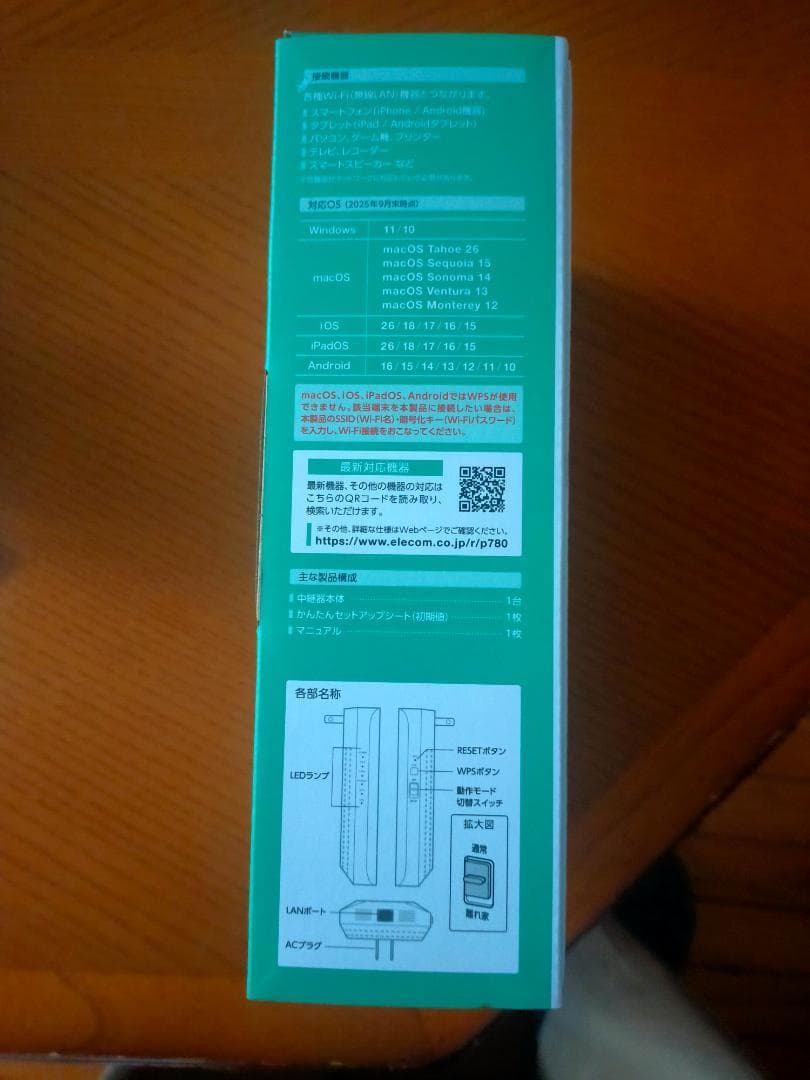 接続機器
各種Wi-Fi（無線LAN）機器とつながります。
スマートフォン(iPhone / Android機器)
タブレット(iPad / Androidタブレット)
パソコン、ゲーム機、プリンター
テレビ、レコーダー
スマートスピーカー など
対応OS（2025年9月末時点）
Windows 11/10
macOS Tahoe 26
macOS Sequoia 15
macOS macOS Sonoma 14
macOS Ventura 13
macOS Monterey 12
iOS 26/18/17/16/15
iPadOS 26/18/17/16/15
Android 16/15/14/13/12/11/10
macOS、iOS、iPadOS、AndroidではWPSが使用
できません。該当端末を本製品に接続したい場合は、
本製品のSSID（Wi-Fi名）・暗号化キー（Wi-Fiパスワード）
を入力し、Wi-Fi接続をおこなってください。
最新対応機器
最新機器、その他の機器の対応は
こちらのQRコードを読み取り、
検索いただけます。
※その他、詳細な仕様はWebページでご確認ください。
https://www.elecom.co.jp/r/p780
主な製品構成
中継器本体 1台
かんたんセットアップシート(初期値) 1枚
マニュアル 1枚
各部名称
RESETボタン
LEDランプ
WPSボタン
動作モード
切替スイッチ
拡大図
通常
離れ家
LANポート
ACプラグ